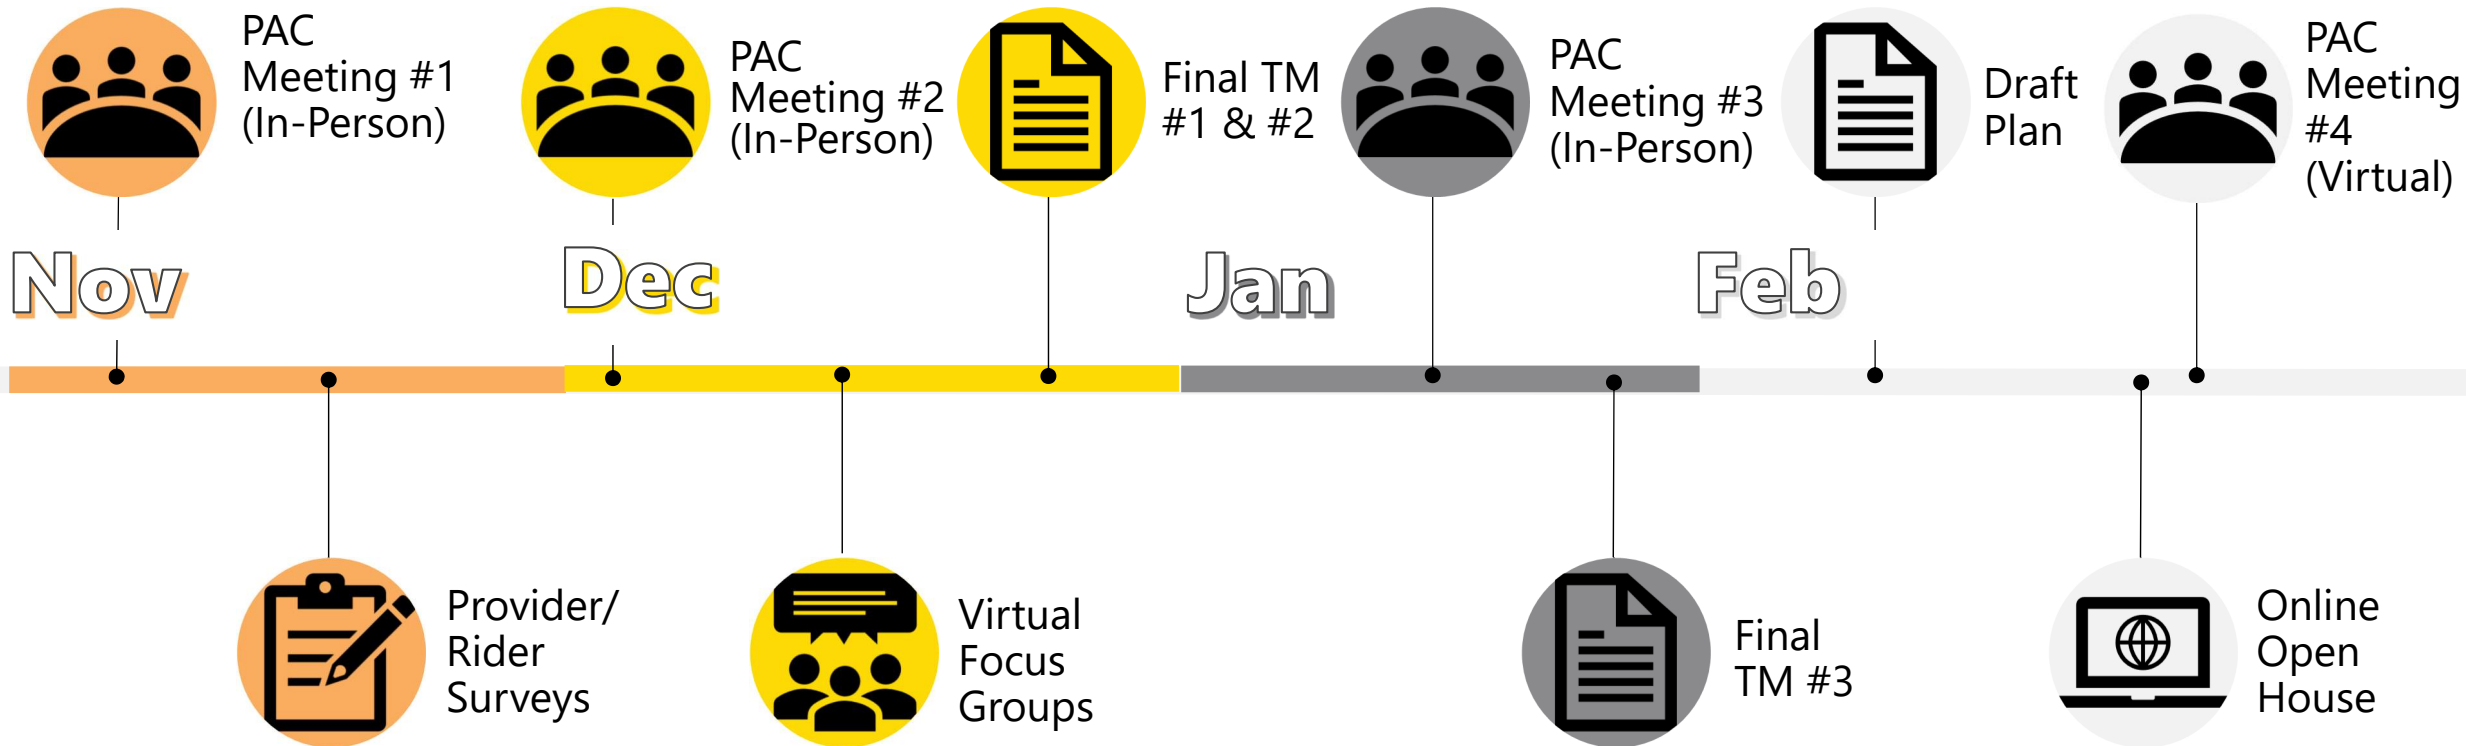 PAC
Meeting #1
(In-Person)
PAC
Meeting #2
(In-Person)
Final TM
#1 & #2
PAC
Meeting #3
(In-Person)
Draft
Plan
PAC
Meeting
#4
(Virtual)
Nov
Dec
Jan
Feb
Provider/
Rider
Surveys
Virtual
Focus
Groups
Final
TM #3
Online
Open
House